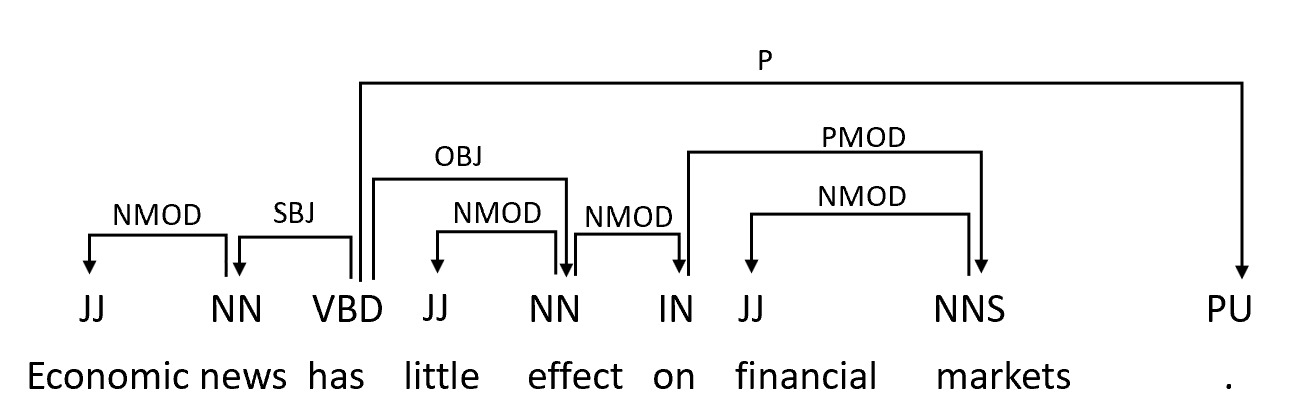 P
PMOD
OBJ
NMOD
NMOD SBJ NMOD NMOD
JJ NN VBD JJ NN IN JJ NNS PU
Economic news has little effect on financial markets .